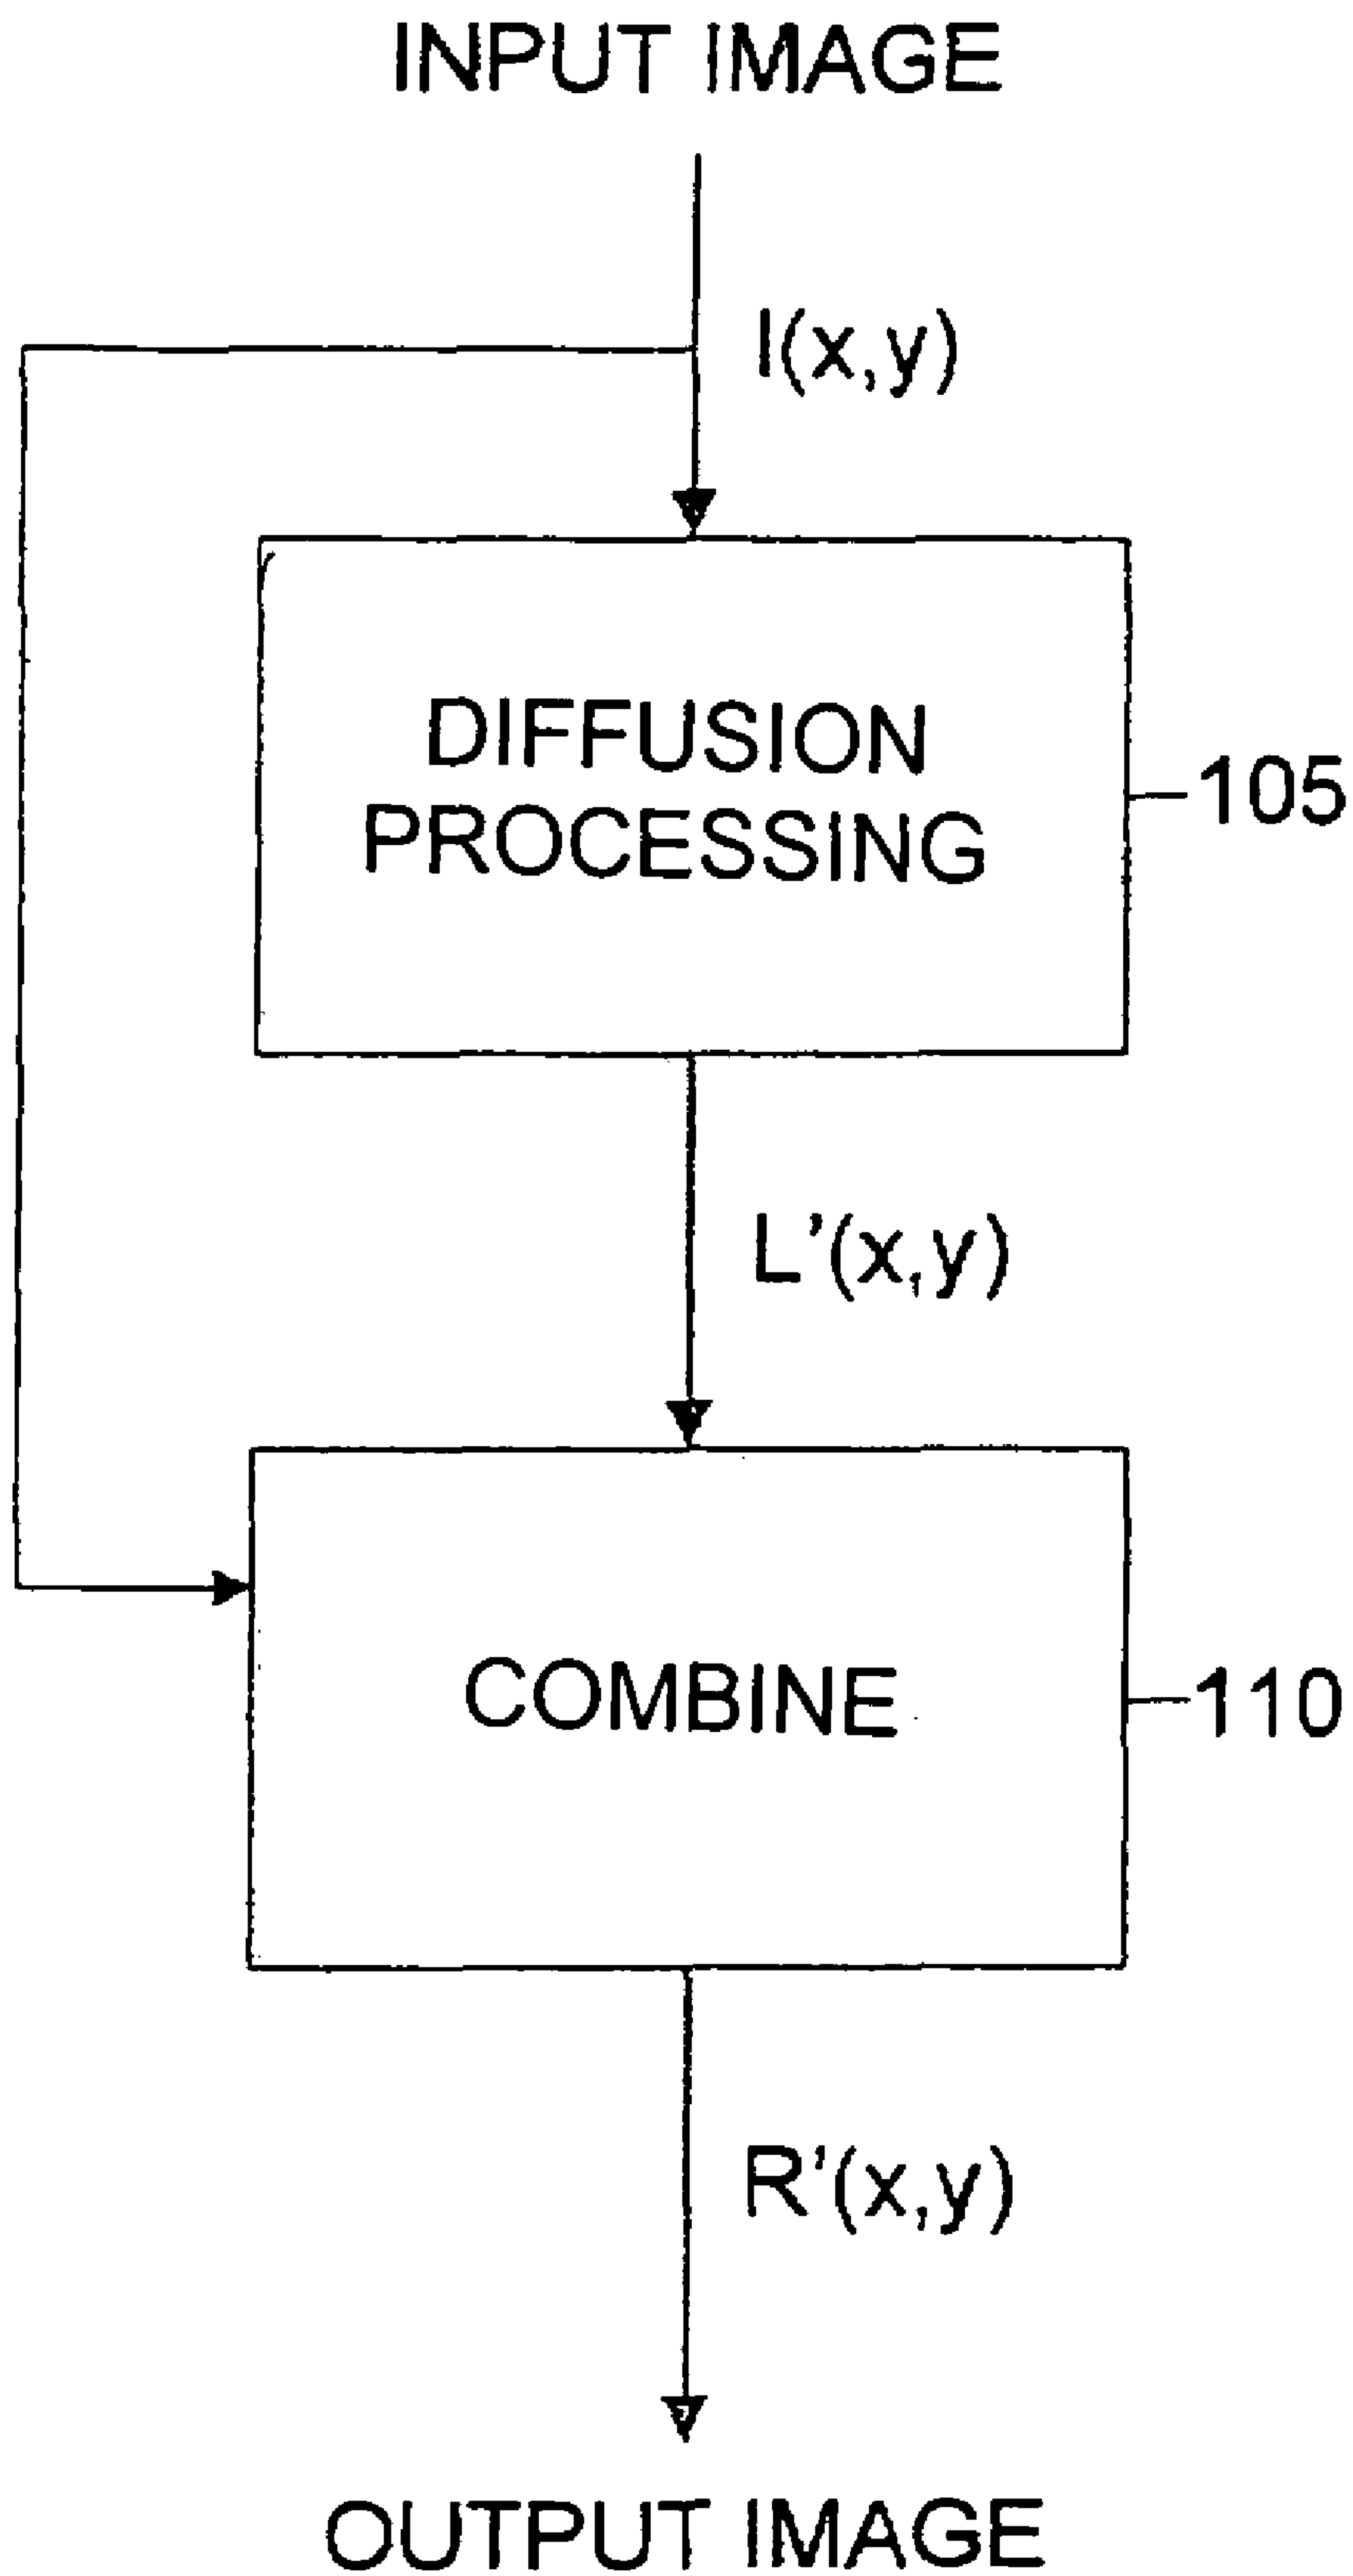 INPUT IMAGE
I(x,y)
DIFFUSION
PROCESSING
105
L'(x,y)
COMBINE
110
R'(x,y)
OUTPUT IMAGE